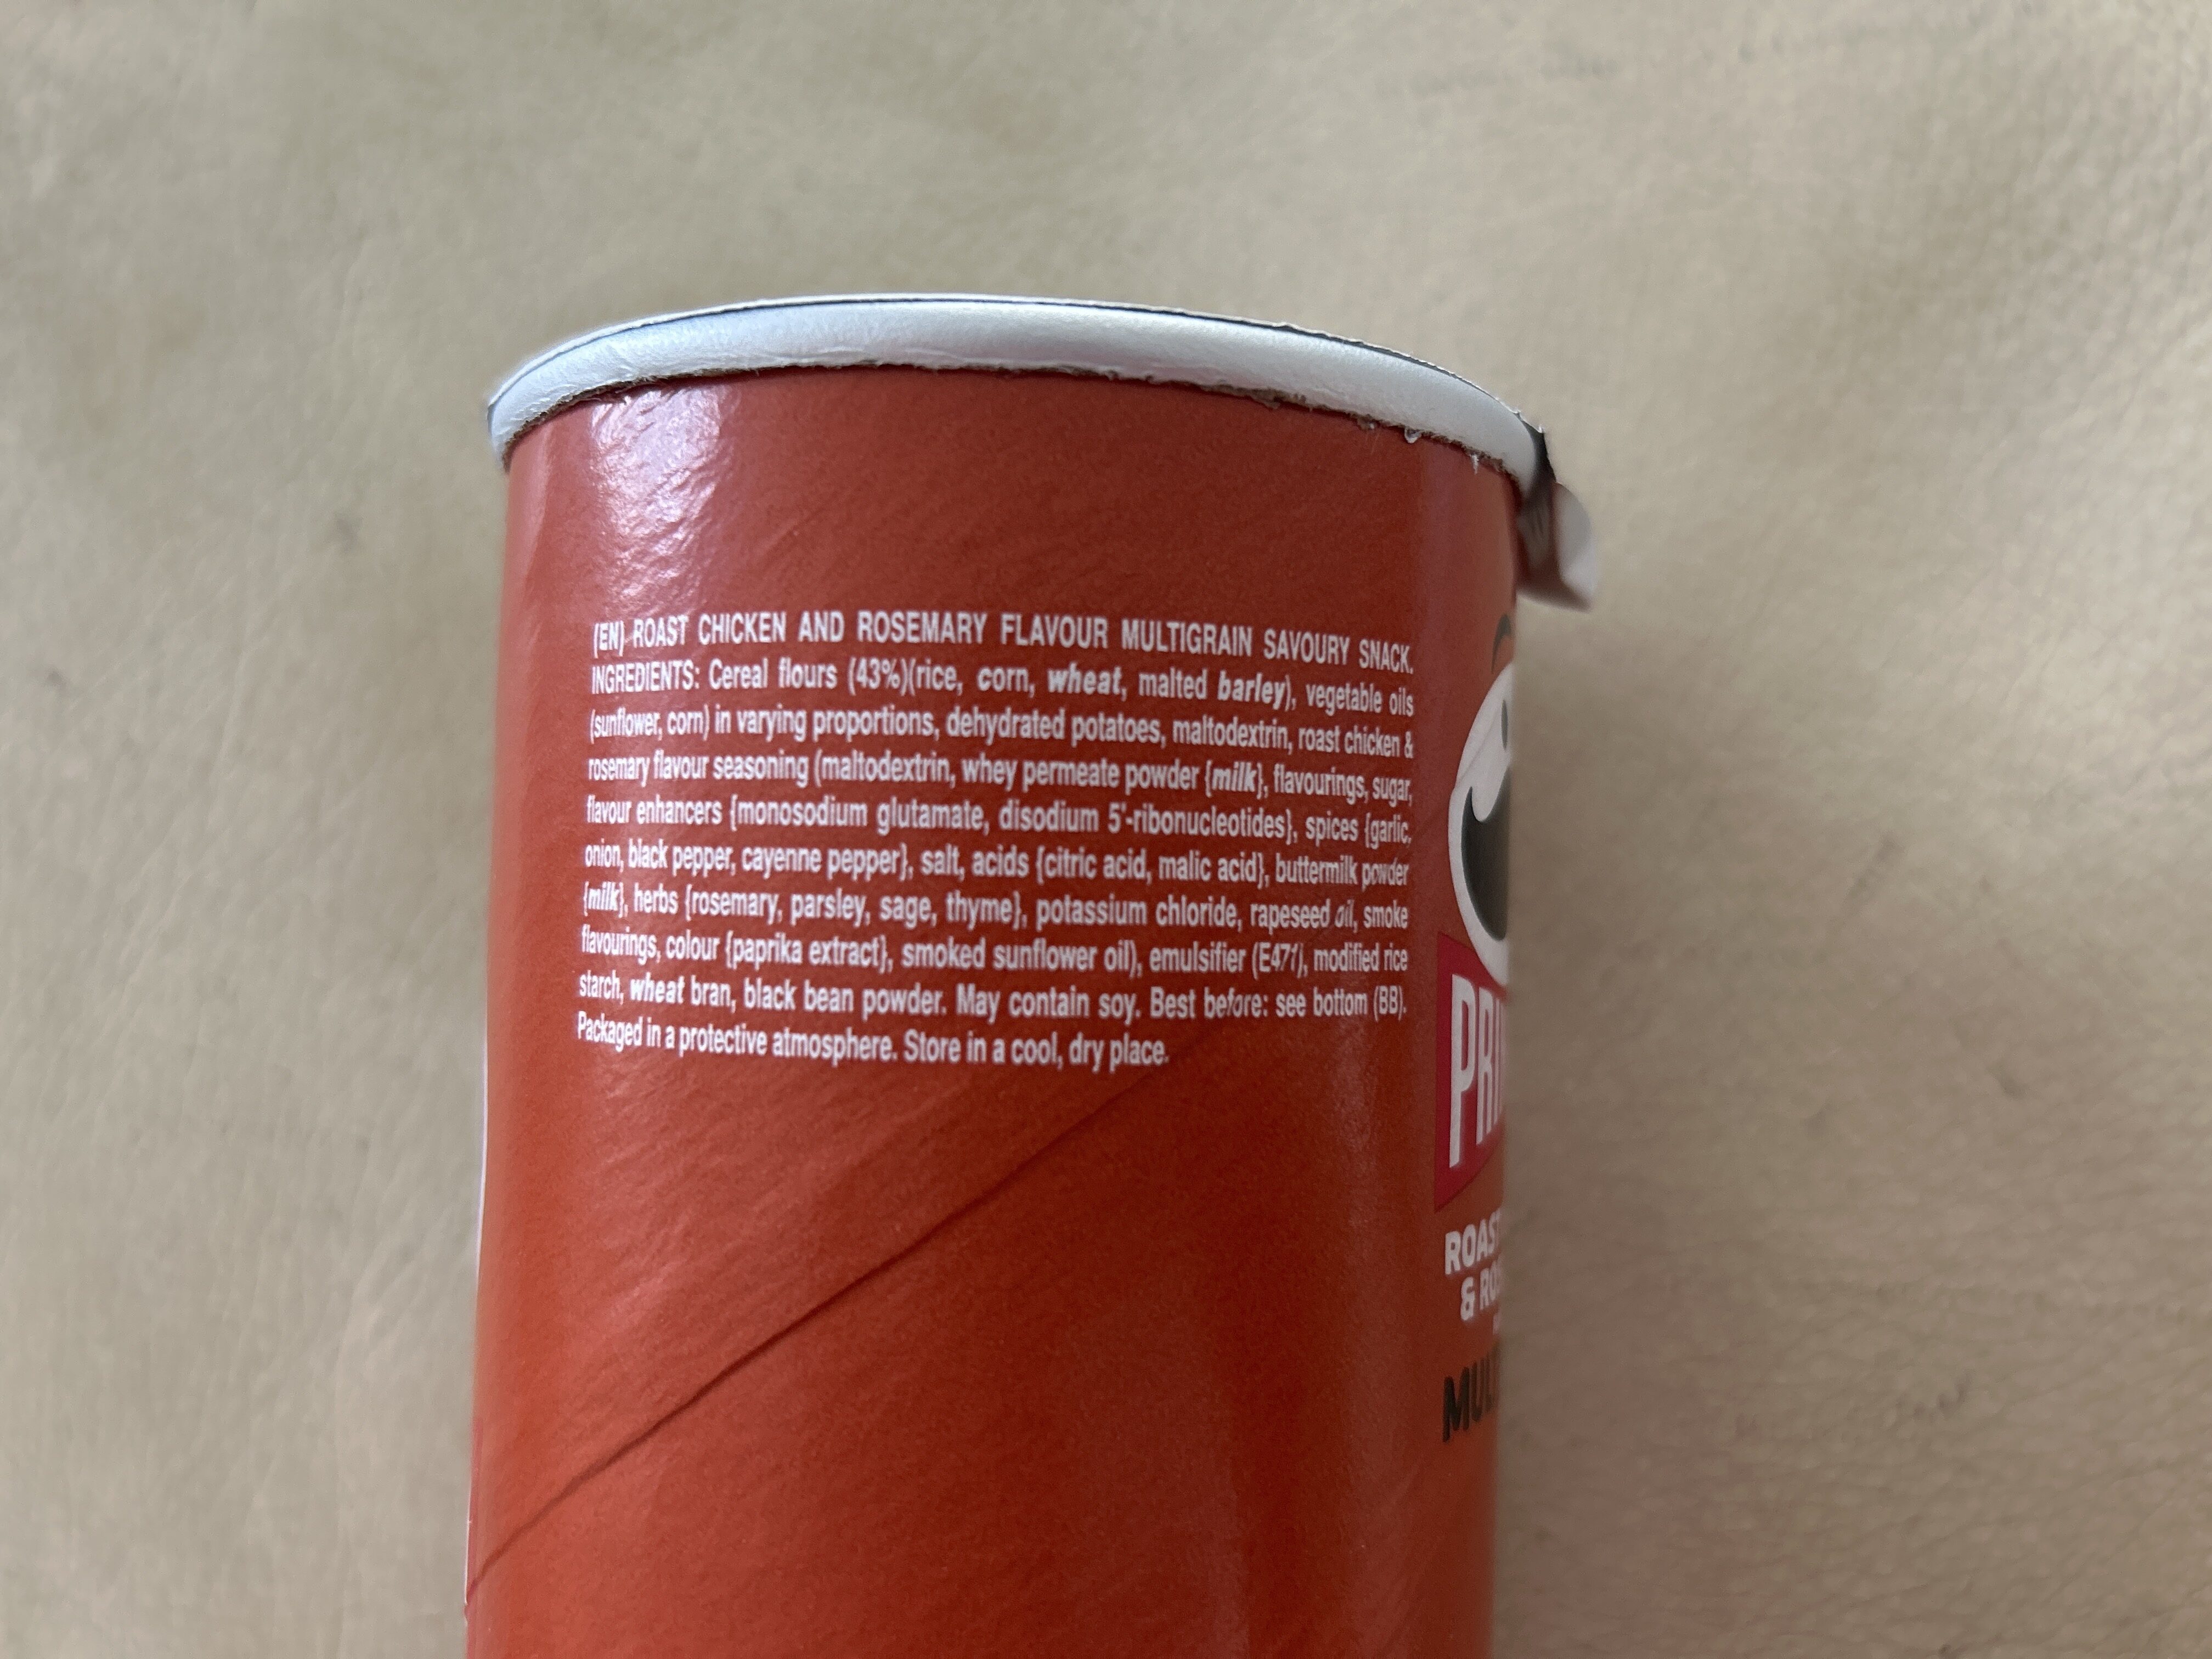 (EN) ROAST CHICKEN AND ROSEMARY FLAVOUR MULTIGRAIN SAVOURY SNACK.
INGREDIENTS: Cereal flours (43%)(rice, corn, wheat, malted barley), vegetable oils
(sunflower, corn) in varying proportions, dehydrated potatoes, maltodextrin, roast chicken &
rosemary flavour seasoning (maltodextrin, whey permeate powder {milk}, flavourings, sugar,
flavour enhancers {monosodium glutamate, disodium 5'-ribonucleotides}, spices {garlic,
onion, black pepper, cayenne pepper}, salt, acids {citric acid, malic acid}, buttermilk powder
{milk}, herbs {rosemary, parsley, sage, thyme}, potassium chloride, rapeseed oil, smoke
flavourings, colour {paprika extract}, smoked sunflower oil), emulsifier (E471), modified rice
starch, wheat bran, black bean powder. May contain soy. Best before: see bottom (BB).
Packaged in a protective atmosphere. Store in a cool, dry place.
PRIN
ROAST
& RO
MULT